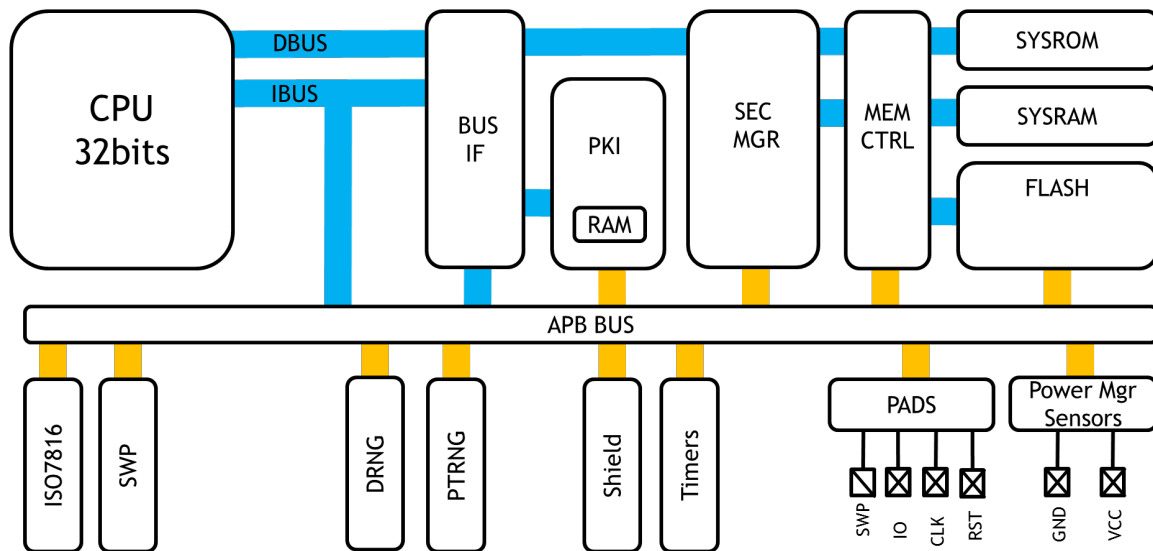 CPU
32bits
DBUS
IBUS
BUS
IF
PKI
RAM
SEC
MGR
MEM
CTRL
SYSROM
SYSRAM
FLASH
APB BUS
ISO7816
SWP
DRNG
PTRNG
Shield
Timers
PADS
Power Mgr
Sensors
SWP
IO
CLK
RST
GND
VCC